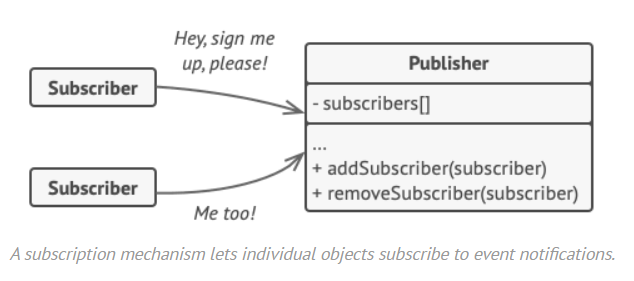 Hey, sign me
up, please!
Subscriber
Publisher
- subscribers[]
...
+ addSubscriber(subscriber)
+ removeSubscriber(subscriber)
Subscriber
Me too!
A subscription mechanism lets individual objects subscribe to event notifications.